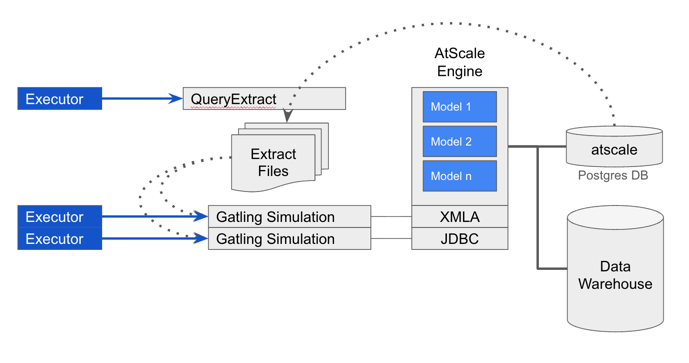 AtScale
Engine
Executor
QueryExtract
Model 1
Model 2
Model n
Extract
Files
atscale
Postgres DB
Executor
Gatling Simulation
XMLA
Executor
Gatling Simulation
JDBC
Data
Warehouse